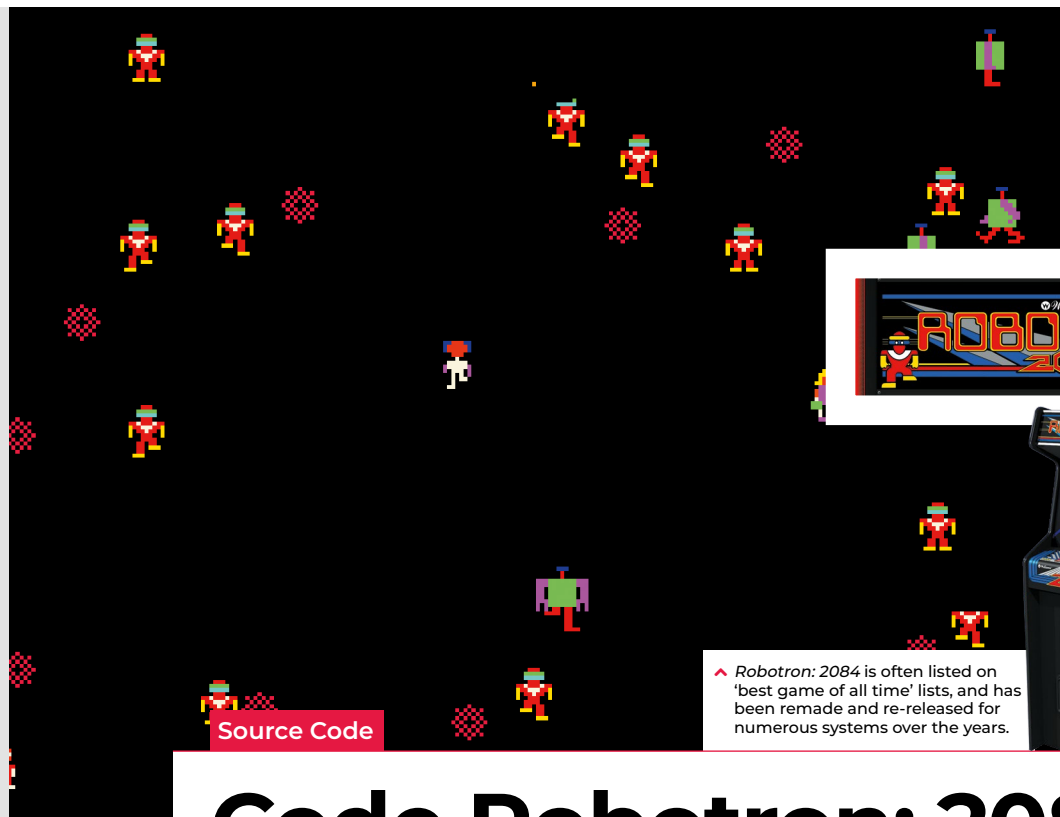 Robotron: 2084 is often listed on
‘best game of all time’ lists, and has
been remade and re-released for
numerous systems over the years.
Source Code